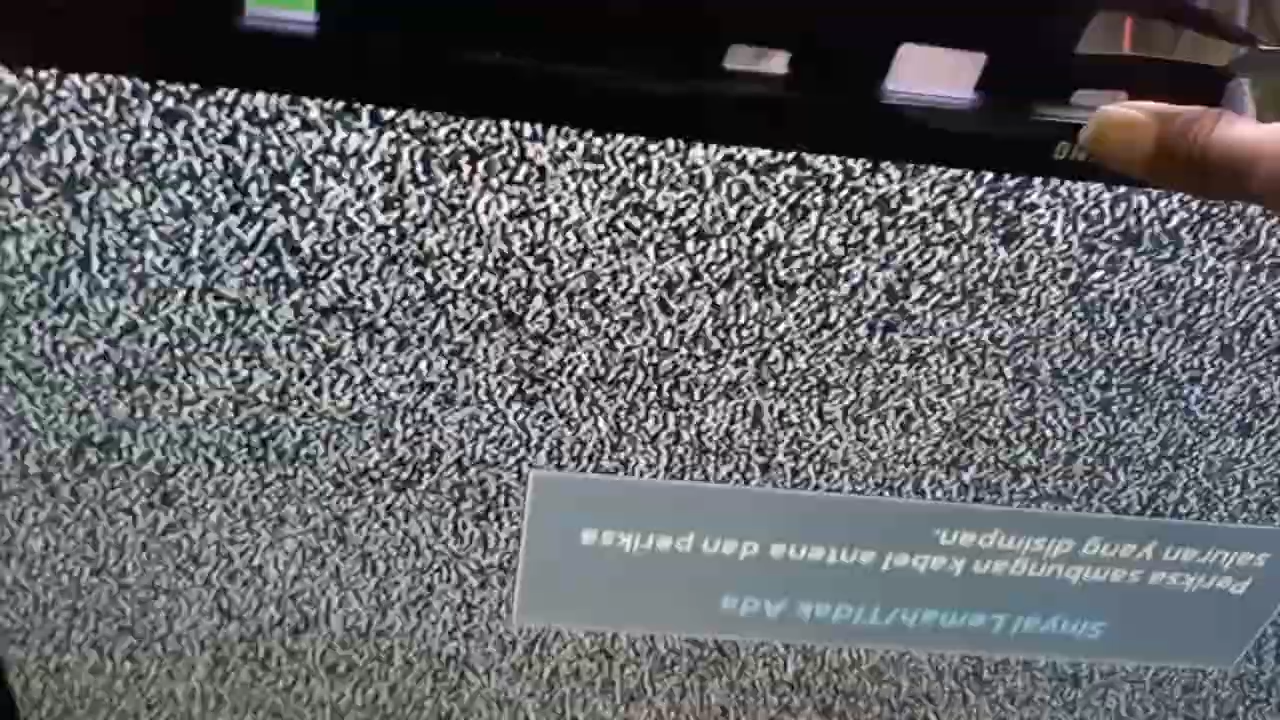 Sinyal Lemah/Tidak Ada
Periksa sambungan kabel antena dan periksa
saluran yang disimpan.